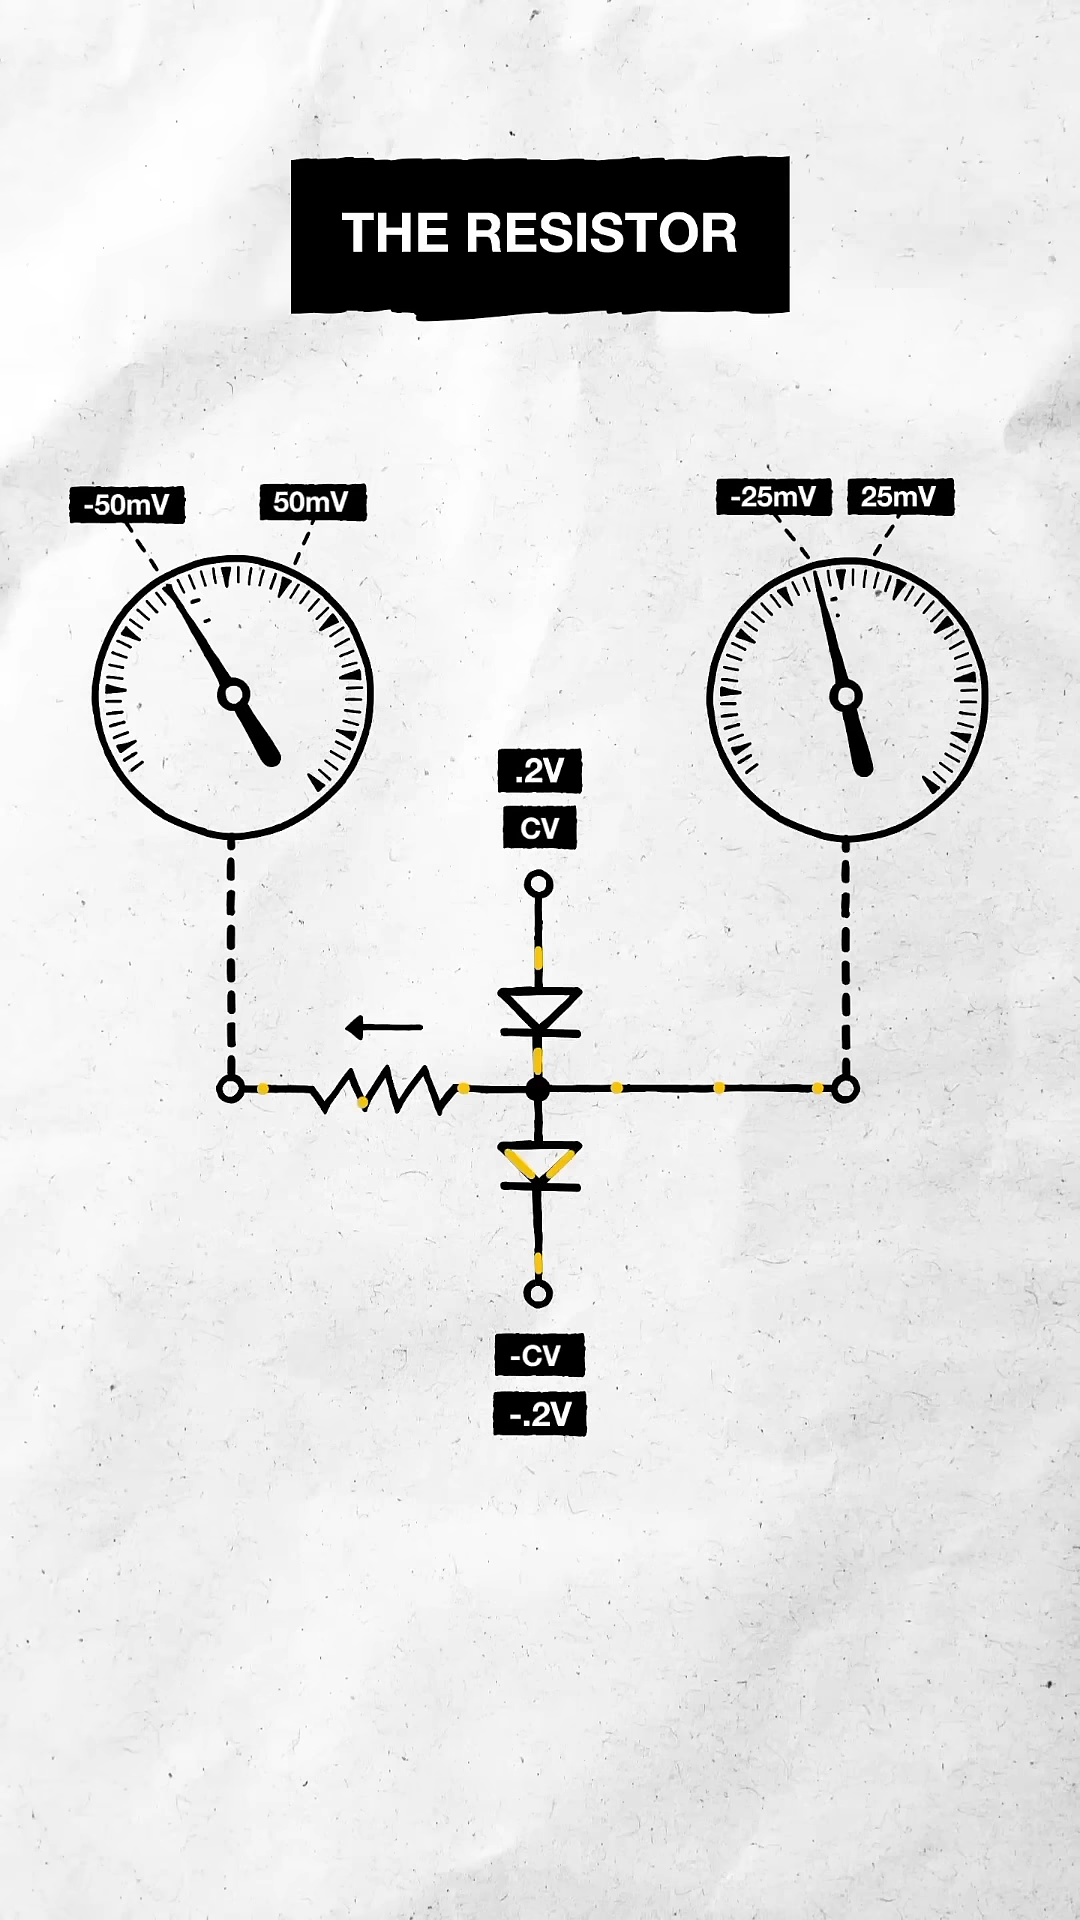 THE RESISTOR
-50mV
50mV
-25mV
25mV
.2V
CV
-CV
-.2V